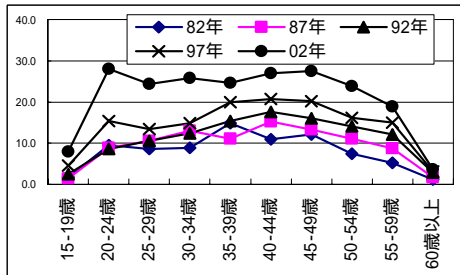 40.0
30.0
20.0
10.0
0.0
82年 87年 92年
97年 02年
15-19歳
20-24歳
25-29歳
30-34歳
35-39歳
40-44歳
45-49歳
50-54歳
55-59歳
60歳以上